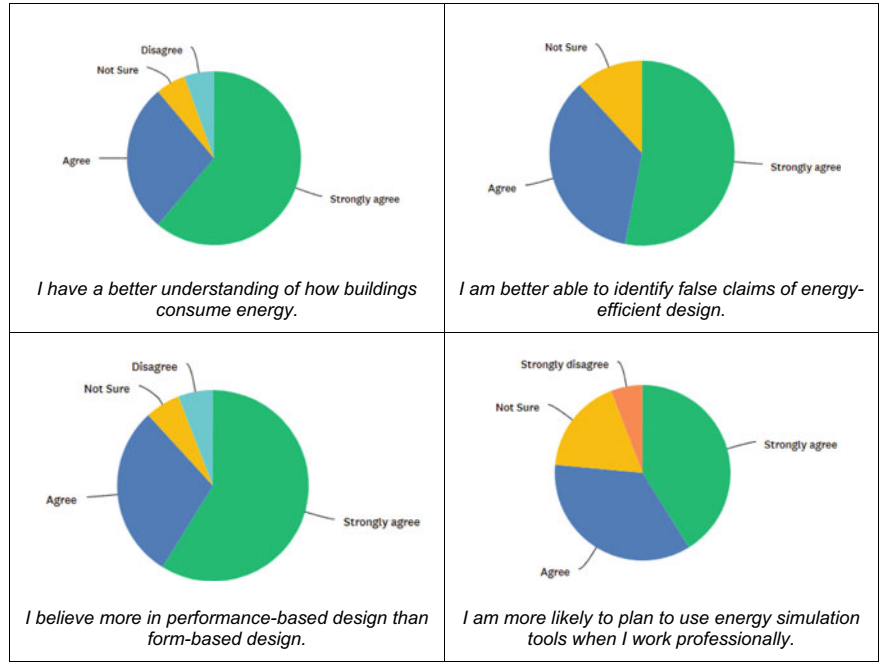 Disagree
Not Sure
Agree
Strongly agree
I have a better understanding of how buildings
consume energy.
Not Sure
Strongly agree
Agree
I am better able to identify false claims of energy-
efficient design.
Disagree
Not Sure
Agree
Strongly agree
I believe more in performance-based design than
form-based design.
Strongly disagree
Not Sure
Strongly agree
Agree
I am more likely to plan to use energy simulation
tools when I work professionally.